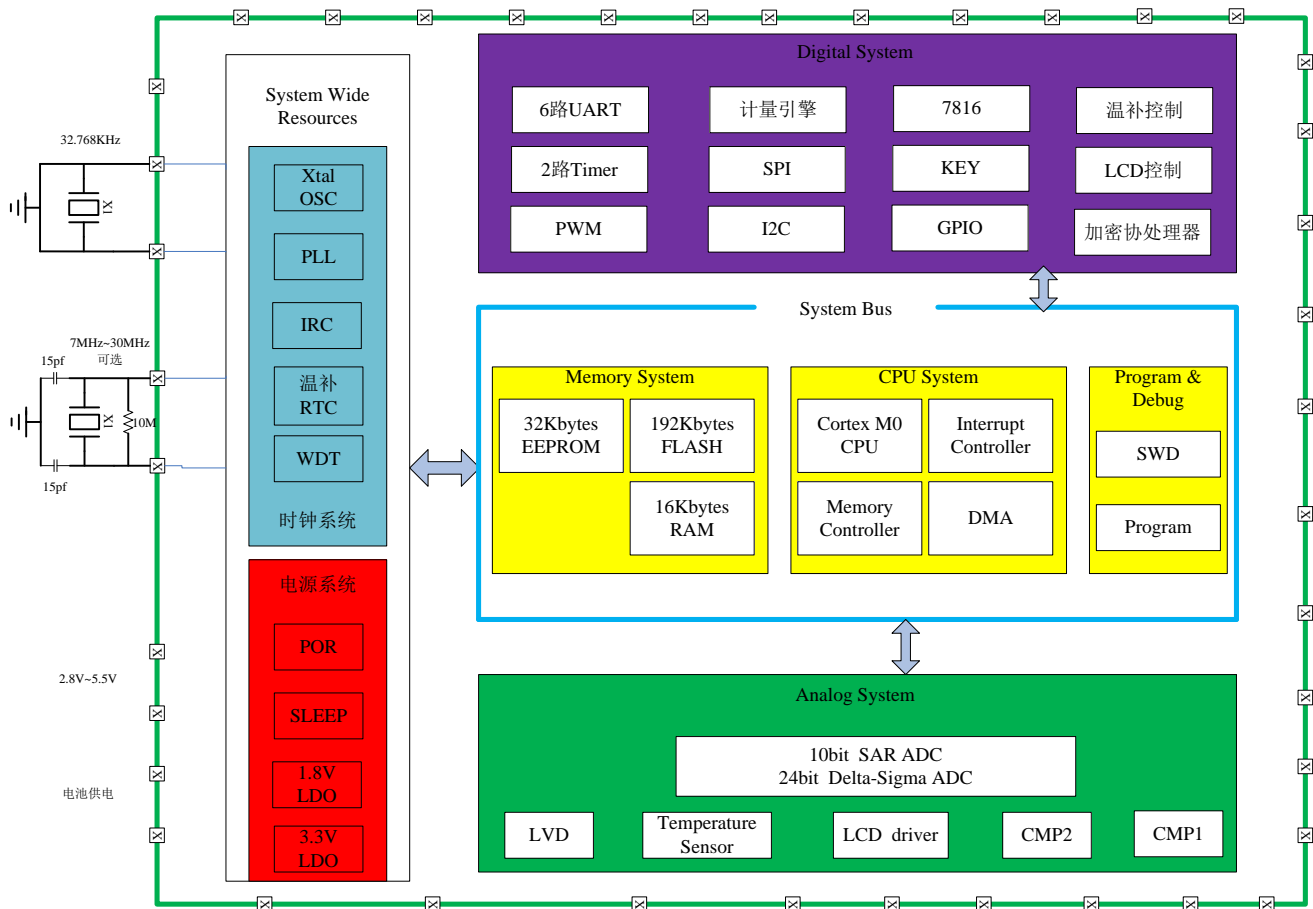 System Wide
Resources
32.768KHz
X1
7MHz~30MHz
可选
15pf
X1
10M
15pf
Xtal
OSC
PLL
IRC
温补
RTC
WDT
时钟系统
电源系统
POR
SLEEP
1.8V
LDO
3.3V
LDO
2.8V~5.5V
电池供电
Digital System
6路UART
计量引擎
7816
温补控制
2路Timer
SPI
KEY
LCD控制
PWM
I2C
GPIO
加密协处理器
System Bus
Memory System
32Kbytes
EEPROM
192Kbytes
FLASH
16Kbytes
RAM
CPU System
Cortex M0
CPU
Interrupt
Controller
Memory
Controller
DMA
Program &
Debug
SWD
Program
Analog System
10bit SAR ADC
24bit Delta-Sigma ADC
LVD
Temperature
Sensor
LCD driver
CMP2
CMP1